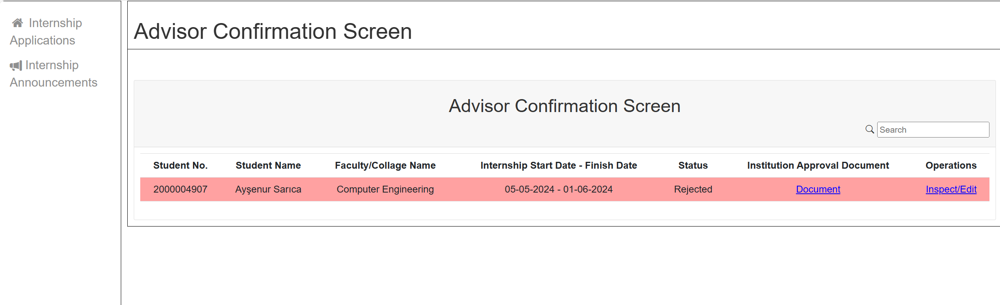 Internship
Applications
Internship
Announcements
Advisor Confirmation Screen
Advisor Confirmation Screen
Search
Student No. Student Name Faculty/Collage Name Internship Start Date - Finish Date Status Institution Approval Document Operations
2000004907 Ayşenur Sarıca Computer Engineering 05-05-2024 - 01-06-2024 Rejected Document Inspect/Edit